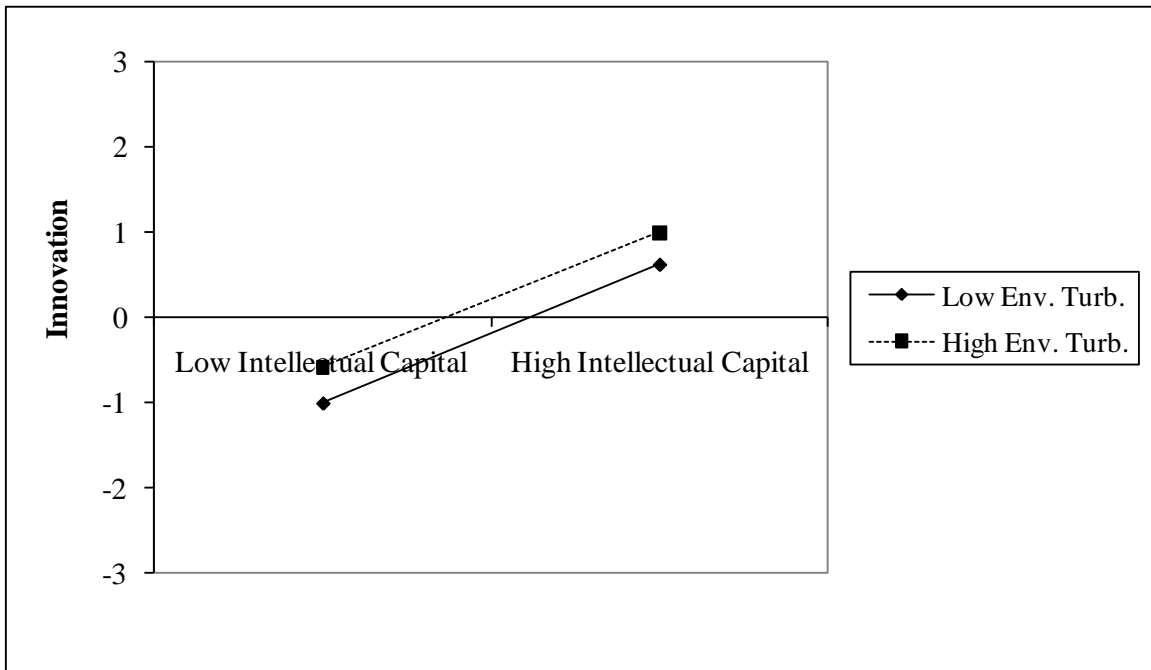 3
2
1
0
-1
-2
-3
Innovation
Low Intellectual Capital
High Intellectual Capital
Low Env. Turb.
High Env. Turb.